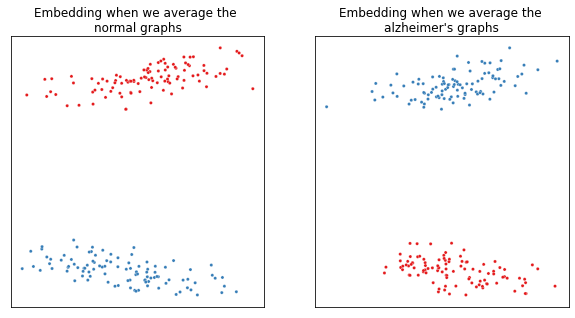 Embedding when we average the
normal graphs
Embedding when we average the
alzheimer's graphs